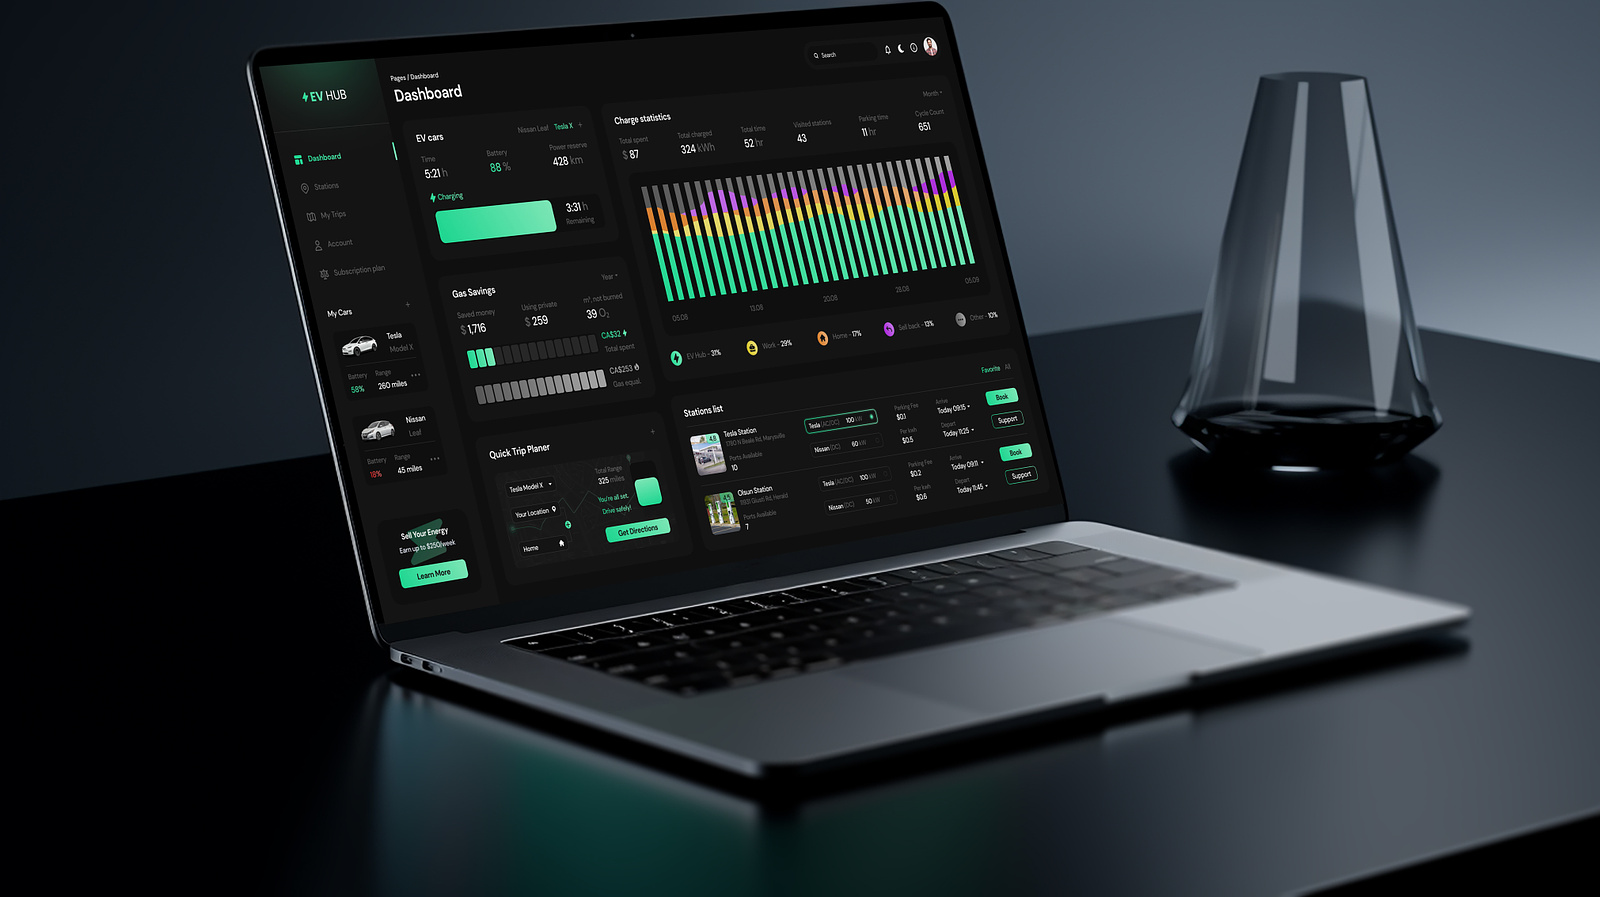 EV HUB
Dashboard
Stations
My Trips
Account
Subscription plan
My Cars +
Tesla
Model X
Battery Range
58% 260 miles
Nissan
Leaf
Battery Range
18% 45 miles
Sell Your Energy
Earn up to $250/week
Learn More
Pages / Dashboard
Dashboard
Search
EV cars
Nissan Leaf Tesla X +
Time Battery Power reserve
5:21 h 88 % 428 km
Charging
3:31 h
Remaining
Gas Savings
Year
Saved money Using private m³, not burned
$ 1,716 $ 259 39 O₂
CA$32
Total spent
CA$253
Gas equal.
Quick Trip Planer +
Tesla Model X
Your Location
Home
Total Range
325 miles
You're all set.
Drive safely!
Get Directions
Charge statistics
Month
Total spent Total charged Total time Visited stations Parking time Cycle Count
$ 87 324 kWh 52 hr 43 11 hr 651
05.08 13.08 20.08 28.08 05.09
EV Hub - 31% Work - 29% Home - 17% Sell back - 13% Other - 10%
Stations list
Favorite All
4.8
Tesla Station
Ports Available
10
Tesla (AC/DC) 100 kW
Nissan (DC) 60 kW
Parking Fee
$0.1
Per kwh
$0.5
Arrive
Today 09:15
Depart
Today 11:25
Book
Support
Olsun Station
Ports Available
7
Tesla (AC/DC) 100 kW
Nissan (DC) 50 kW
Parking Fee
$0.2
Per kwh
$0.6
Arrive
Today 09:11
Depart
Today 11:45
Book
Support